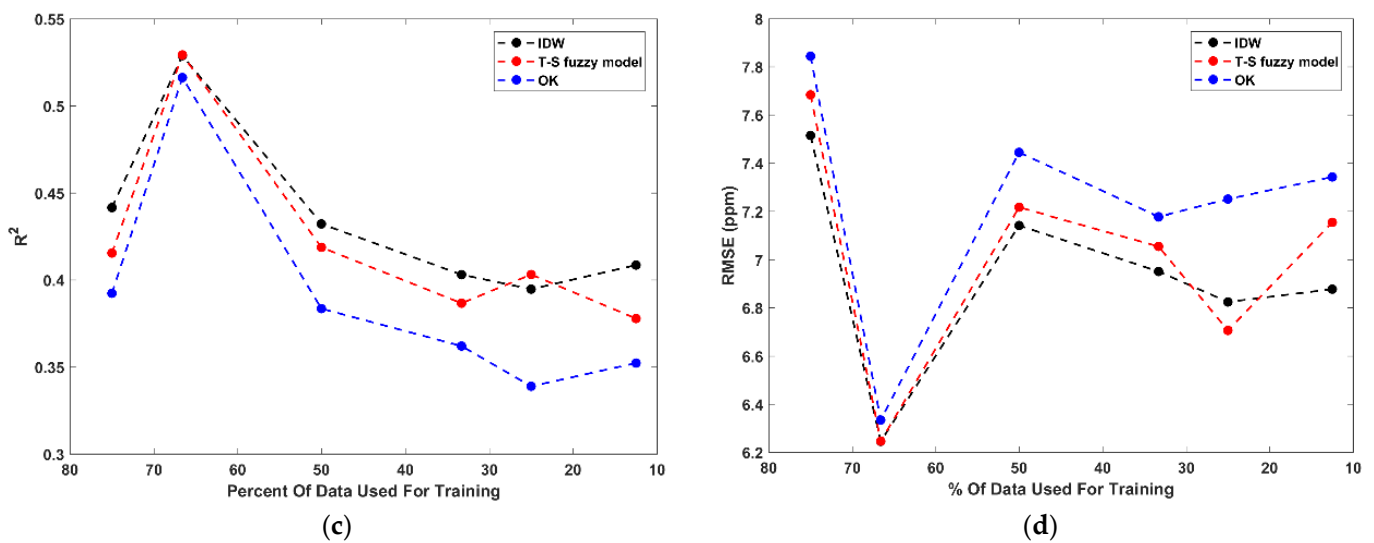 0.55
0.5
0.45
0.4
0.35
0.3
R2
80 70 60 50 40 30 20 10
Percent Of Data Used For Training
IDW
T-S fuzzy model
OK
(c)
8
7.8
7.6
7.4
7.2
7
6.8
6.6
6.4
6.2
RMSE (ppm)
80 70 60 50 40 30 20 10
% Of Data Used For Training
IDW
T-S fuzzy model
OK
(d)